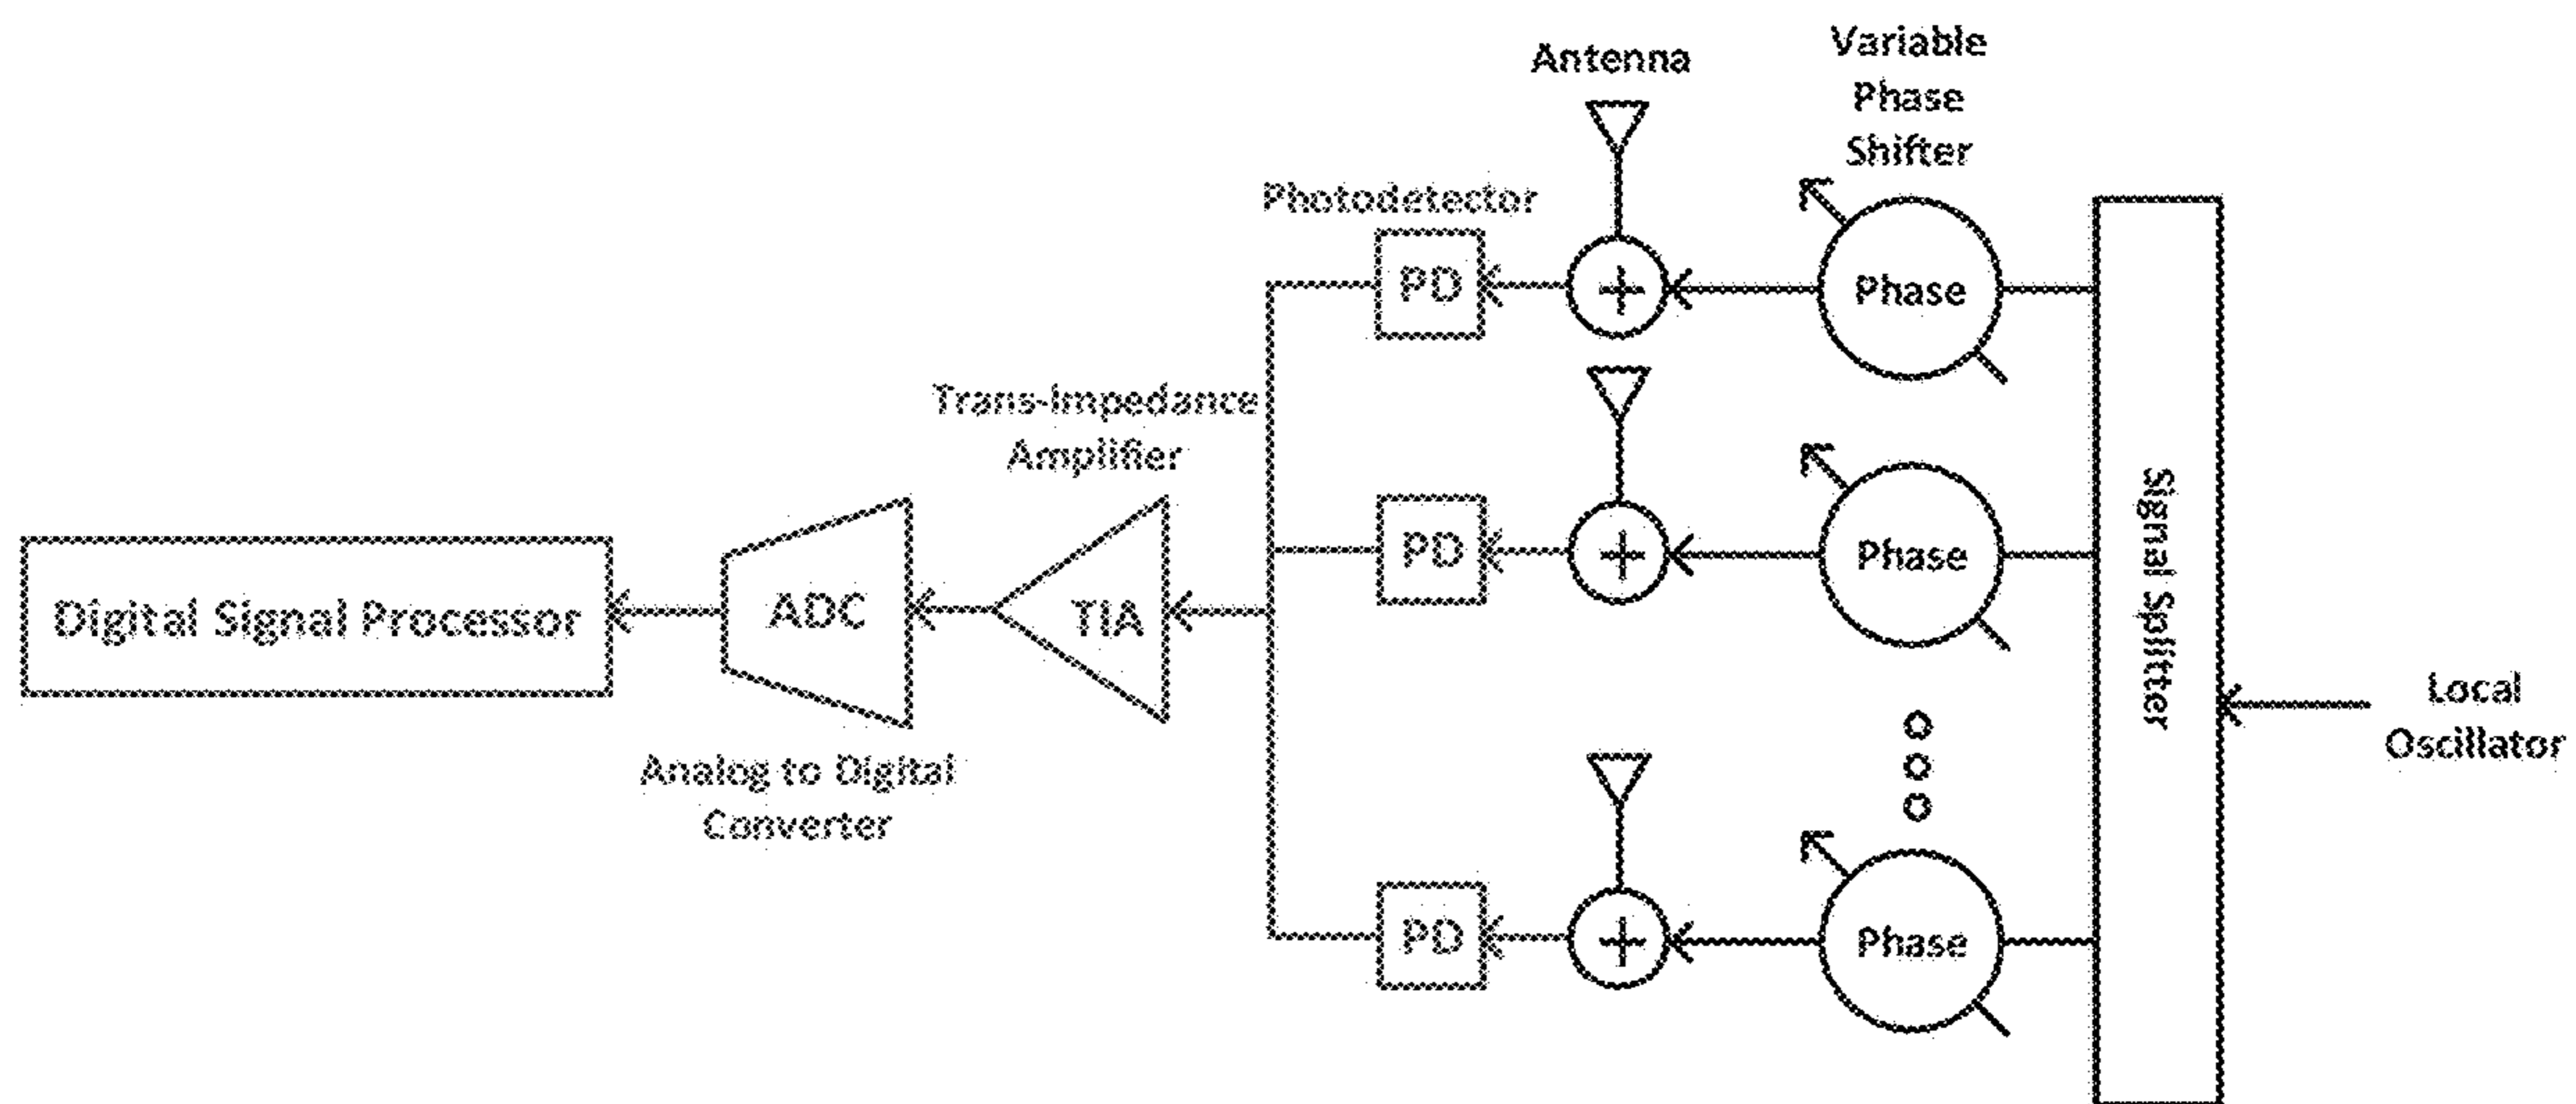 Antenna
Variable
Phase
Shifter
Photodetector
PD
+
Phase
Trans-Impedance
Amplifier
PD
+
Phase
Signal Splitter
Digital Signal Processor
ADC
TIA
Local
Oscillator
Analog to Digital
Converter
PD
+
Phase